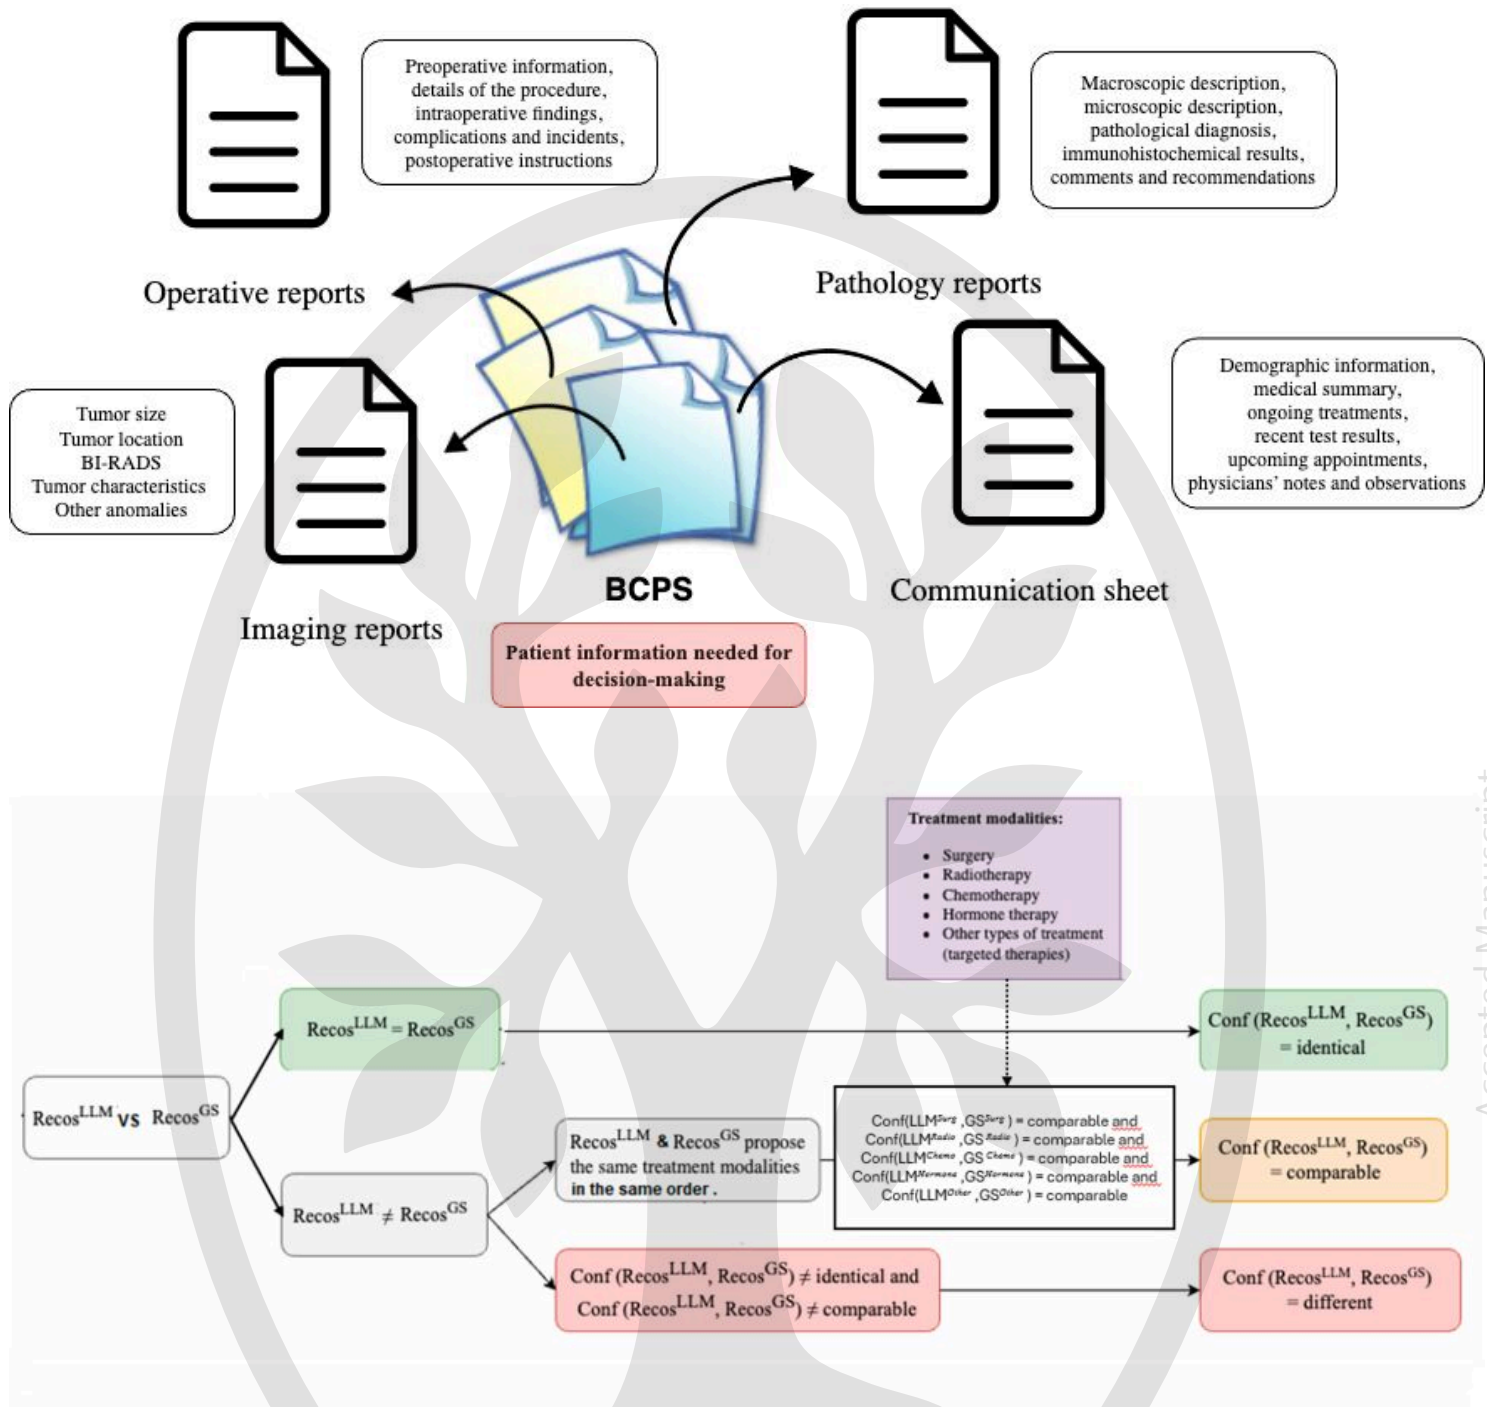 Preoperative information,
details of the procedure,
intraoperative findings,
complications and incidents,
postoperative instructions
Macroscopic description,
microscopic description,
pathological diagnosis,
immunohistochemical results,
comments and recommendations
Operative reports
Pathology reports
Tumor size
Tumor location
BI-RADS
Tumor characteristics
Other anomalies
Demographic information,
medical summary,
ongoing treatments,
recent test results,
upcoming appointments,
physicians' notes and observations
BCPS
Communication sheet
Imaging reports
Patient information needed for
decision-making
Treatment modalities:
• Surgery
• Radiotherapy
• Chemotherapy
• Hormone therapy
• Other types of treatment
(targeted therapies)
Recos^LLM = Recos^GS
Conf (Recos^LLM, Recos^GS)
= identical
Recos^LLM vs Recos^GS
Recos^LLM & Recos^GS propose
the same treatment modalities
in the same order .
Conf(LLM^Surg ,GS^Surg ) = comparable and
Conf(LLM^Radio ,GS^Radio ) = comparable and
Conf(LLM^Chemo ,GS^Chemo ) = comparable and
Conf(LLM^Hormone ,GS^Hormone ) = comparable and
Conf(LLM^Other ,GS^Other ) = comparable
Conf (Recos^LLM, Recos^GS)
= comparable
Recos^LLM ≠ Recos^GS
Conf (Recos^LLM, Recos^GS) ≠ identical and
Conf (Recos^LLM, Recos^GS) ≠ comparable
Conf (Recos^LLM, Recos^GS)
= different
Accepted Manuscript